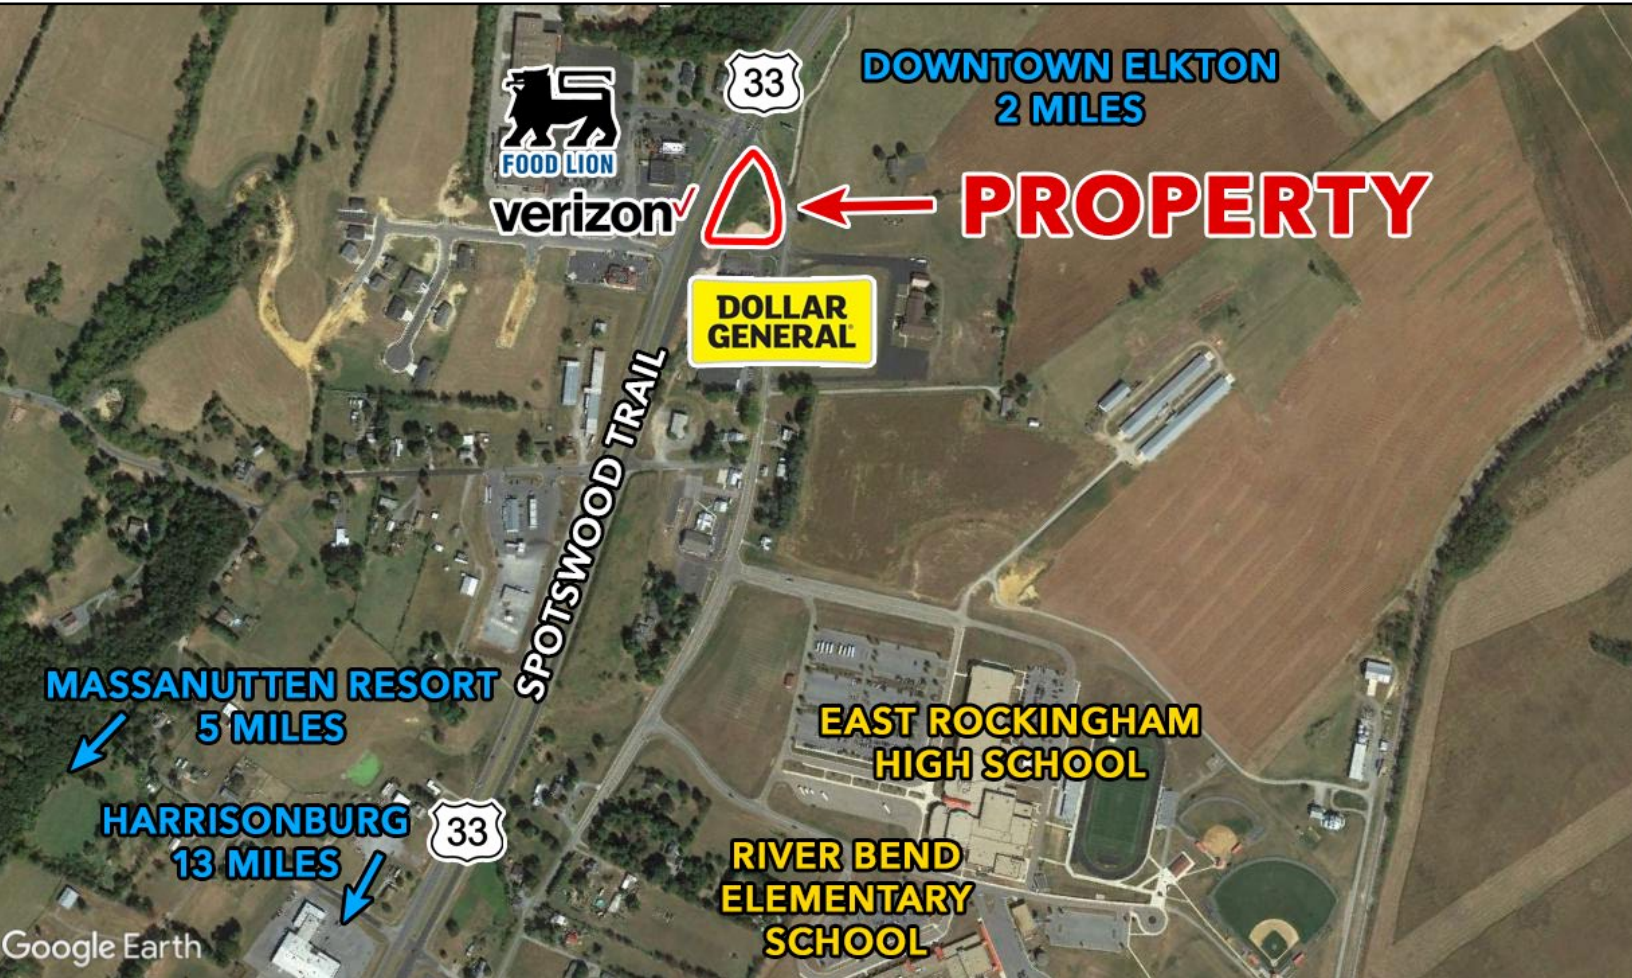 33
DOWNTOWN ELKTON
2 MILES
FOOD LION
verizon
PROPERTY
DOLLAR
GENERAL
SPOTSWOOD TRAIL
MASSANUTTEN RESORT
5 MILES
EAST ROCKINGHAM
HIGH SCHOOL
HARRISONBURG
13 MILES
33
RIVER BEND
ELEMENTARY
SCHOOL
Google Earth